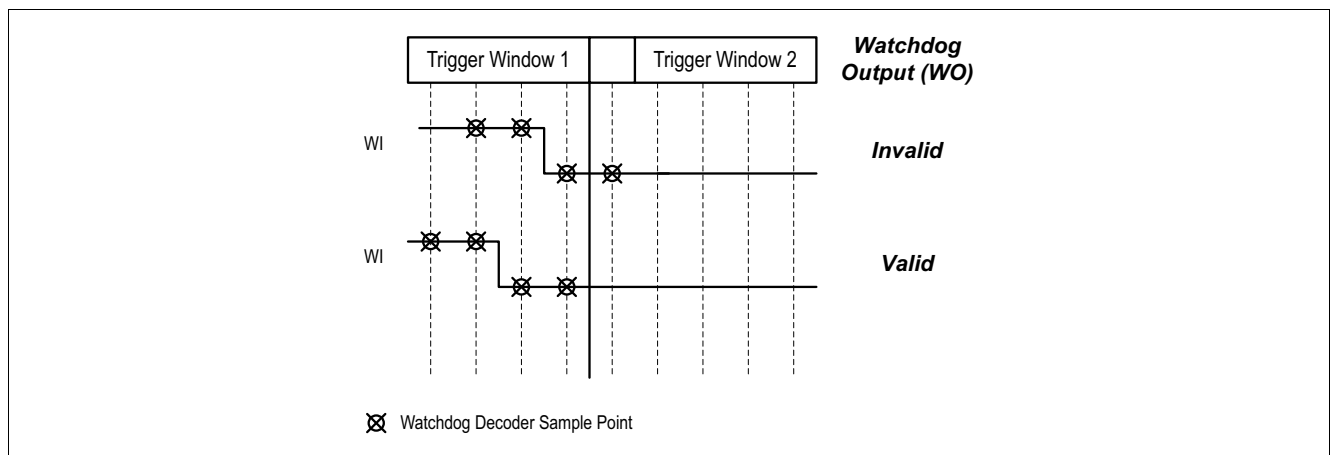 Trigger Window 1
Trigger Window 2
Watchdog
Output (WO)
WI
Invalid
WI
Valid
Watchdog Decoder Sample Point